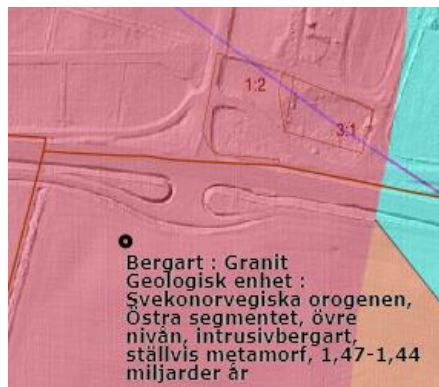 1:2
3:1
Bergart : Granit
Geologisk enhet :
Svekonorvegiska orogenen,
Östra segmentet, övre
nivån, intrusivbergart,
ställvis metamorf, 1,47-1,44
miljarder år